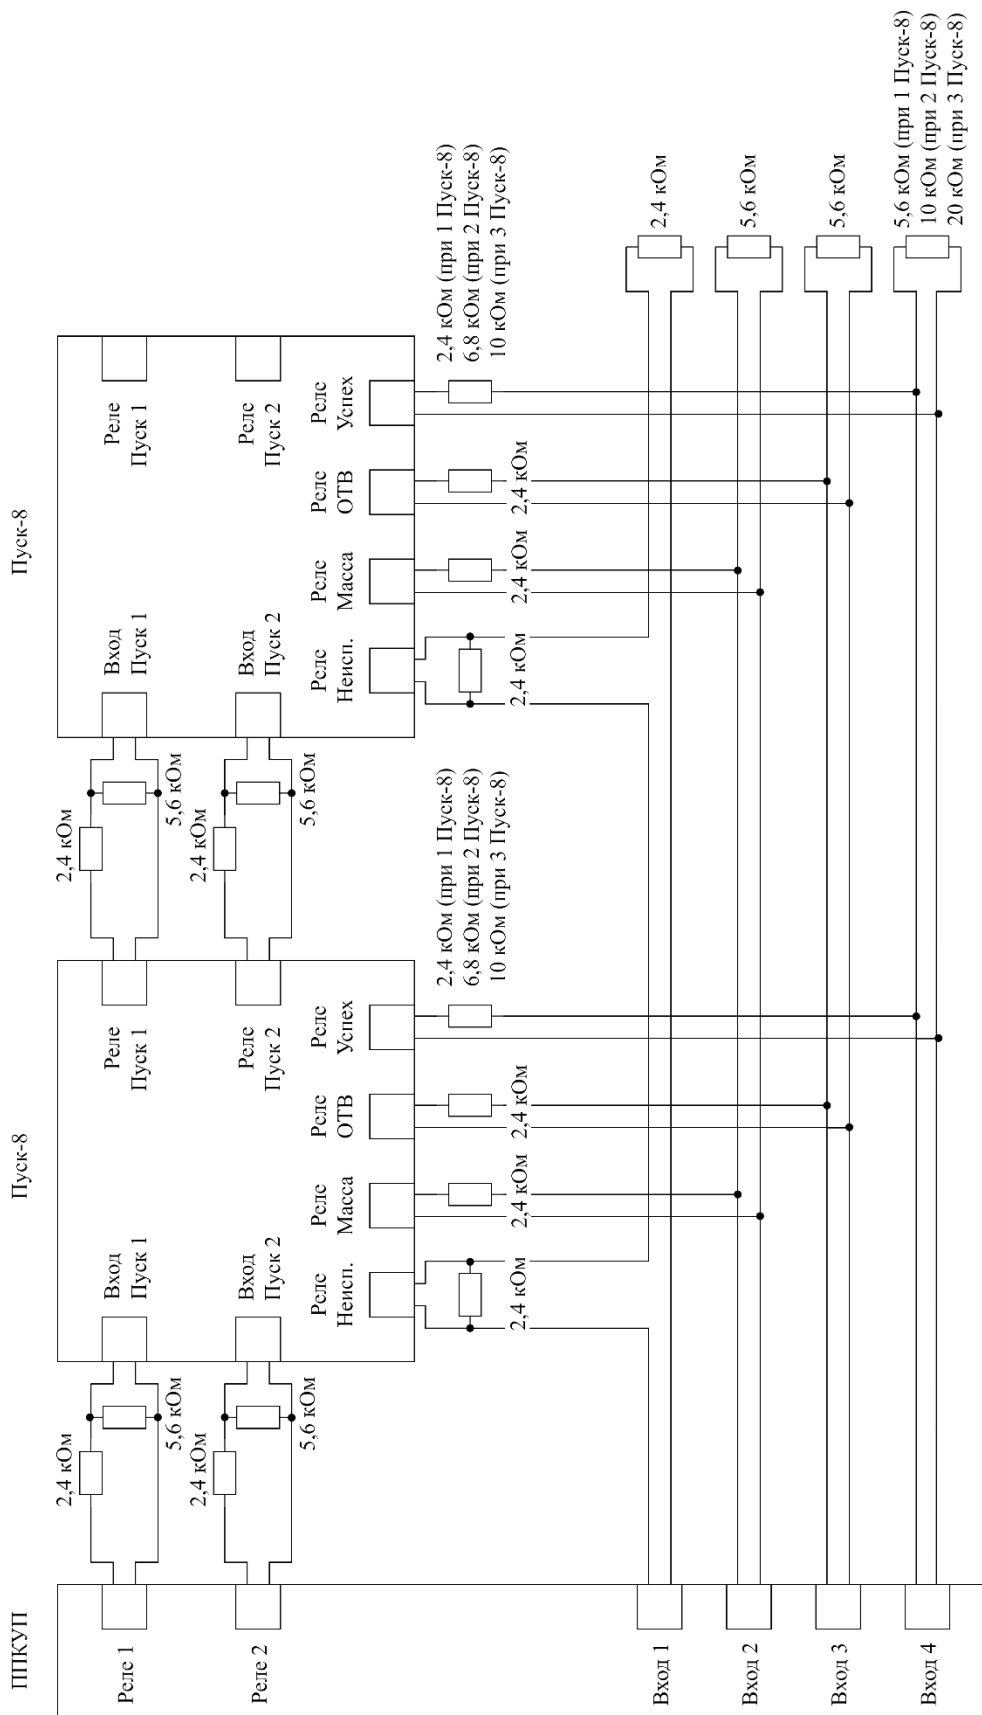 ППКУП
Пуск-8
Пуск-8
Реле 1
2,4 кОм
5,6 кОм
Вход
Пуск 1
Реле
Пуск 1
2,4 кОм
5,6 кОм
Вход
Пуск 1
Реле
Пуск 1
Реле 2
2,4 кОм
5,6 кОм
Вход
Пуск 2
Реле
Пуск 2
2,4 кОм
5,6 кОм
Вход
Пуск 2
Реле
Пуск 2
Реле
Неисп.
Реле
Масса
Реле
ОТВ
Реле
Успех
Реле
Неисп.
Реле
Масса
Реле
ОТВ
Реле
Успех
2,4 кОм
2,4 кОм
2,4 кОм
2,4 кОм (при 1 Пуск-8)
6,8 кОм (при 2 Пуск-8)
10 кОм (при 3 Пуск-8)
2,4 кОм
2,4 кОм
2,4 кОм
2,4 кОм (при 1 Пуск-8)
6,8 кОм (при 2 Пуск-8)
10 кОм (при 3 Пуск-8)
Вход 1
2,4 кОм
Вход 2
5,6 кОм
Вход 3
5,6 кОм
Вход 4
5,6 кОм (при 1 Пуск-8)
10 кОм (при 2 Пуск-8)
20 кОм (при 3 Пуск-8)